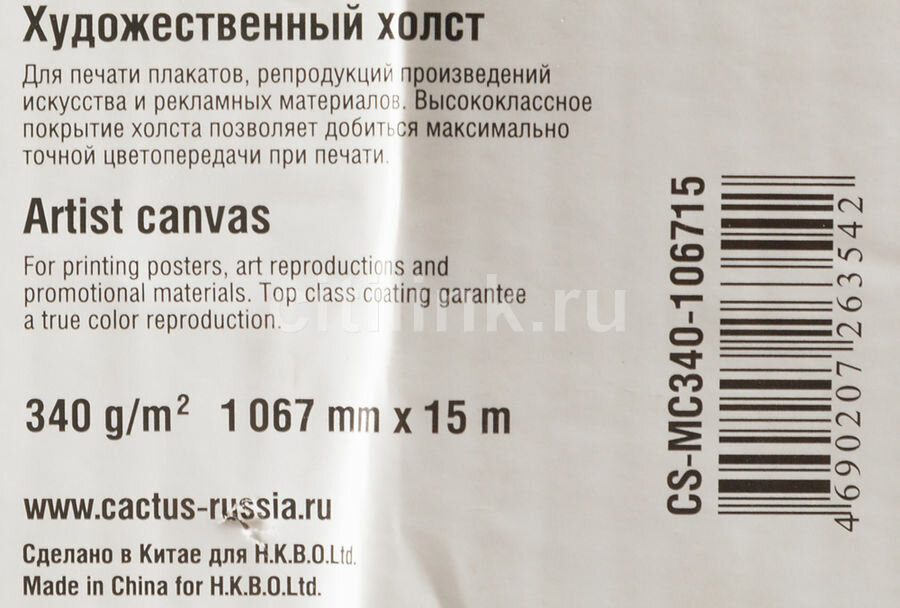 Художественный холст
Для печати плакатов, репродукций произведений
искусства и рекламных материалов. Высококлассное
покрытие холста позволяет добиться максимально
точной цветопередачи при печати.
Artist canvas
For printing posters, art reproductions and
promotional materials. Top class coating garantee
a true color reproduction.
citilink.ru
340 g/m² 1 067 mm x 15 m
www.cactus-russia.ru
Сделано в Китае для H.K.B.O.Ltd.
Made in China for H.K.B.O.Ltd.
CS-MC340-106715
4690207263542